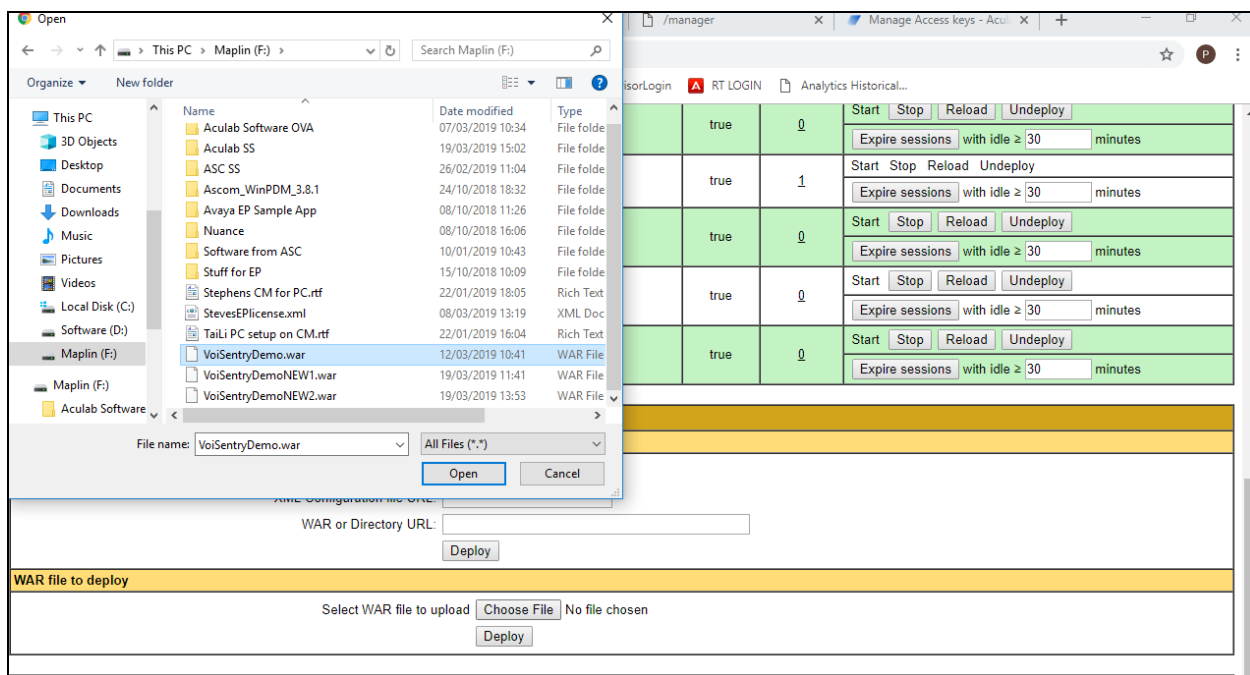 Open
/manager
Manage Access keys - Acul
This PC > Maplin (F:) >
Search Maplin (F:)
P
Organize
New folder
?
isorLogin
A RT LOGIN
Analytics Historical...
This PC
3D Objects
Desktop
Documents
Downloads
Music
Pictures
Videos
Local Disk (C:)
Software (D:)
Maplin (F:)
Maplin (F:)
Aculab Software
Name Date modified Type
Aculab Software OVA 07/03/2019 10:34 File folde
Aculab SS 19/03/2019 15:02 File folde
ASC SS 26/02/2019 11:04 File folde
Ascom_WinPDM_3.8.1 24/10/2018 18:32 File folde
Avaya EP Sample App 08/10/2018 11:26 File folde
Nuance 08/10/2018 16:06 File folde
Software from ASC 10/01/2019 10:43 File folde
Stuff for EP 15/10/2018 10:09 File folde
Stephens CM for PC.rtf 22/01/2019 18:05 Rich Text
StevesEPlicense.xml 08/03/2019 13:19 XML Doc
TaiLi PC setup on CM.rtf 22/01/2019 16:04 Rich Text
VoiSentryDemo.war 12/03/2019 10:41 WAR File
VoiSentryDemoNEW1.war 19/03/2019 11:41 WAR File
VoiSentryDemoNEW2.war 19/03/2019 13:53 WAR File
File name: VoiSentryDemo.war All Files (*.*)
Open Cancel
true 0 Start Stop Reload Undeploy
Expire sessions with idle ≥ 30 minutes
true 1 Start Stop Reload Undeploy
Expire sessions with idle ≥ 30 minutes
true 0 Start Stop Reload Undeploy
Expire sessions with idle ≥ 30 minutes
true 0 Start Stop Reload Undeploy
Expire sessions with idle ≥ 30 minutes
true 0 Start Stop Reload Undeploy
Expire sessions with idle ≥ 30 minutes
XML Configuration file URL:
WAR or Directory URL:
Deploy
WAR file to deploy
Select WAR file to upload Choose File No file chosen
Deploy